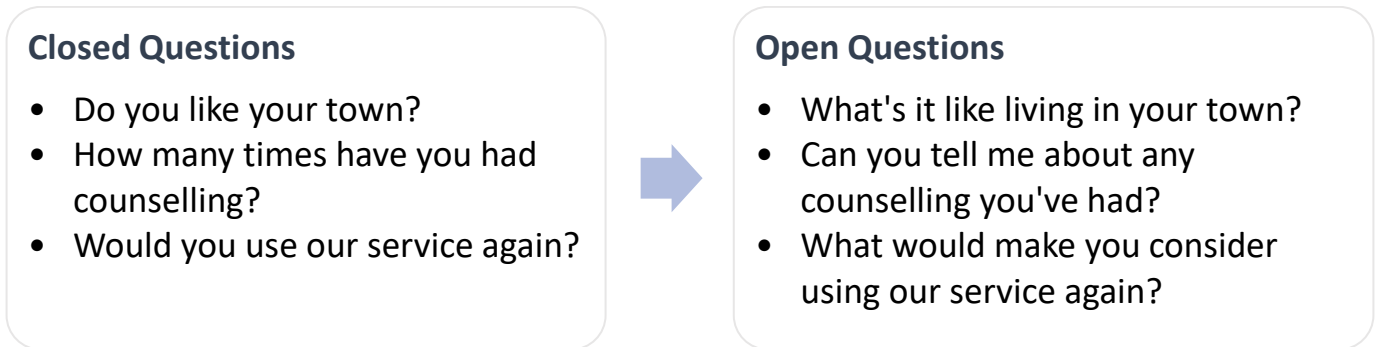 Closed Questions
• Do you like your town?
• How many times have you had
counselling?
• Would you use our service again?
Open Questions
• What's it like living in your town?
• Can you tell me about any
counselling you've had?
• What would make you consider
using our service again?